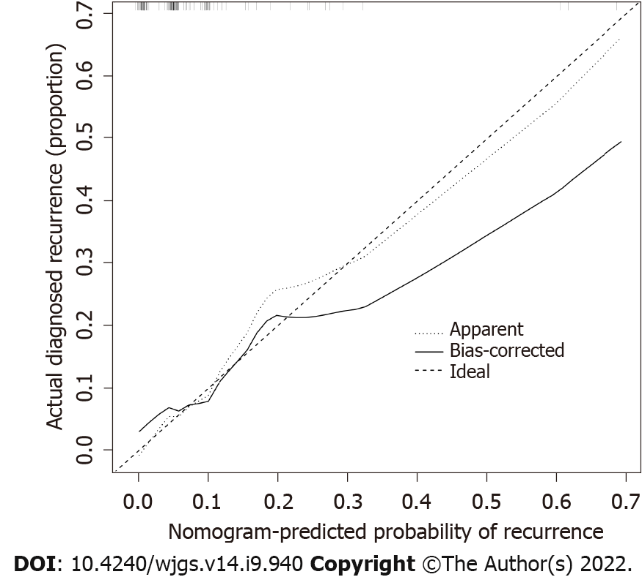 0.7
0.6
0.5
0.4
0.3
0.2
0.1
0.0
Actual diagnosed recurrence (proportion)
Apparent
Bias-corrected
Ideal
0.0 0.1 0.2 0.3 0.4 0.5 0.6 0.7
Nomogram-predicted probability of recurrence
DOI: 10.4240/wjgs.v14.i9.940 Copyright ©The Author(s) 2022.